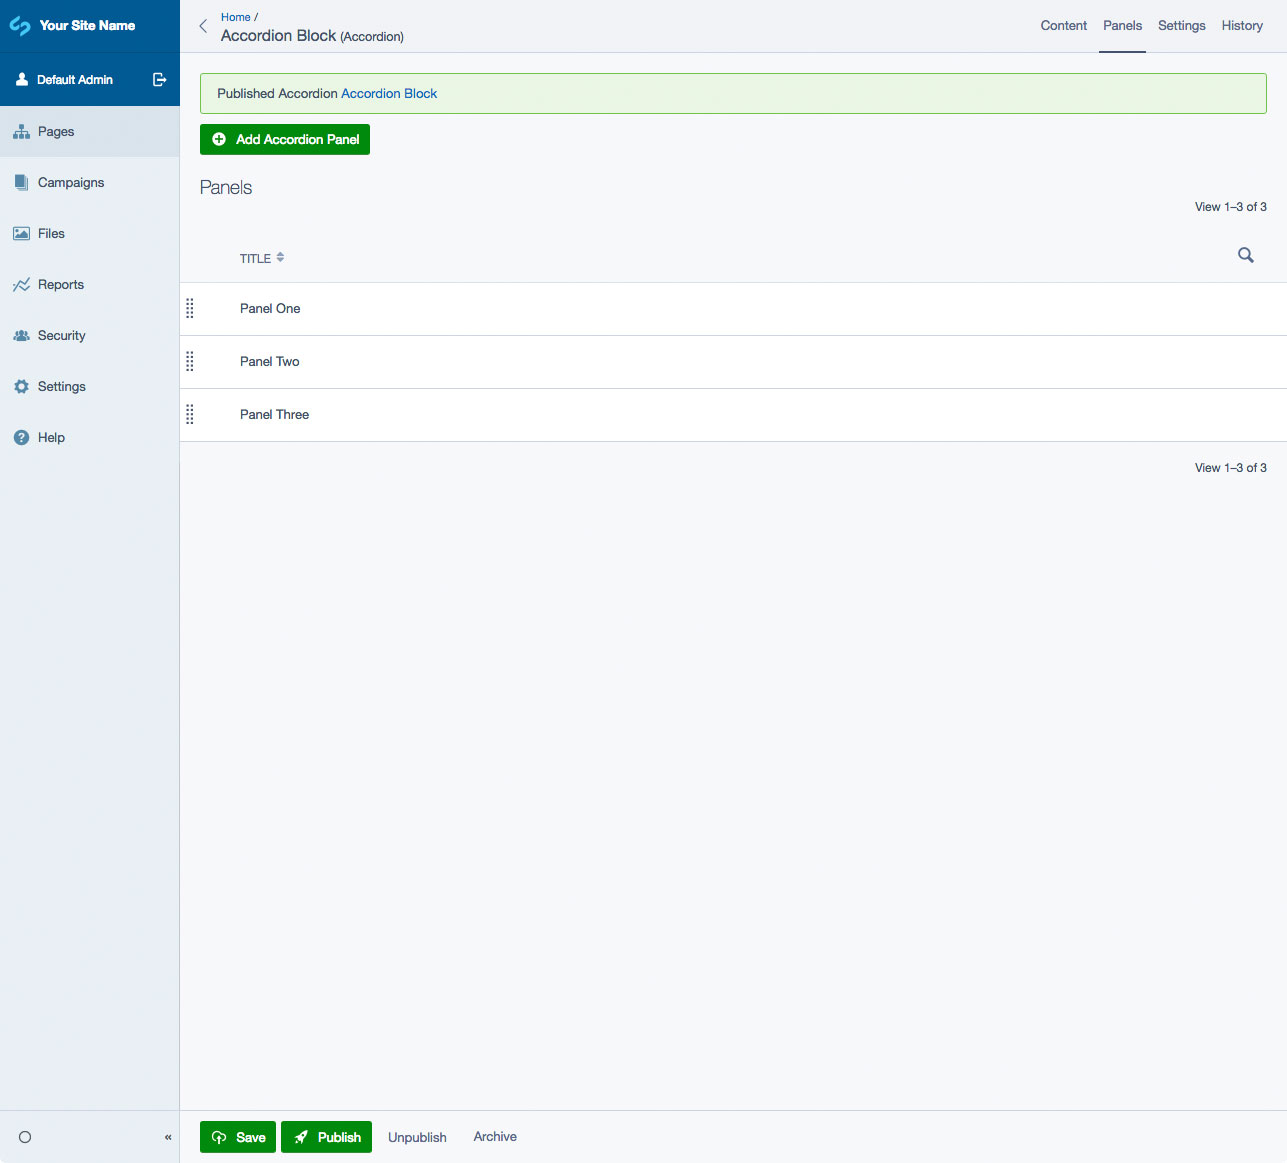 Your Site Name
Default Admin
Pages
Campaigns
Files
Reports
Security
Settings
Help
«
Home /
Accordion Block (Accordion)
Content Panels Settings History
Published Accordion Accordion Block
Add Accordion Panel
Panels
View 1–3 of 3
TITLE
Panel One
Panel Two
Panel Three
View 1–3 of 3
Save Publish Unpublish Archive